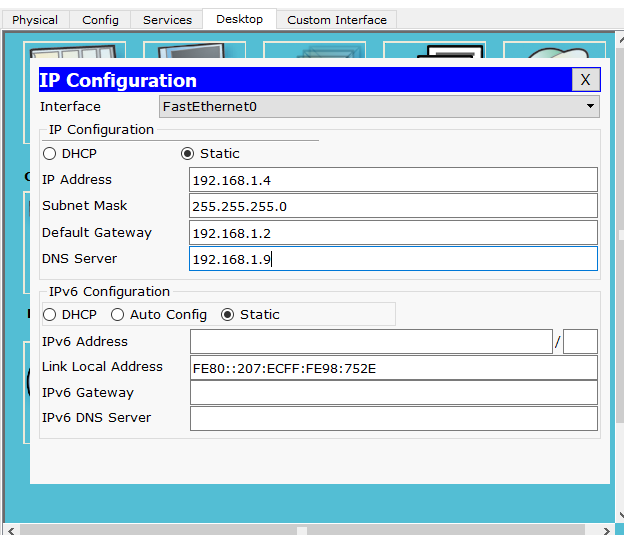 Physical Config Services Desktop Custom Interface
IP Configuration X
Interface FastEthernet0
IP Configuration
DHCP Static
IP Address 192.168.1.4
Subnet Mask 255.255.255.0
Default Gateway 192.168.1.2
DNS Server 192.168.1.9
IPv6 Configuration
DHCP Auto Config Static
IPv6 Address /
Link Local Address FE80::207:ECFF:FE98:752E
IPv6 Gateway
IPv6 DNS Server